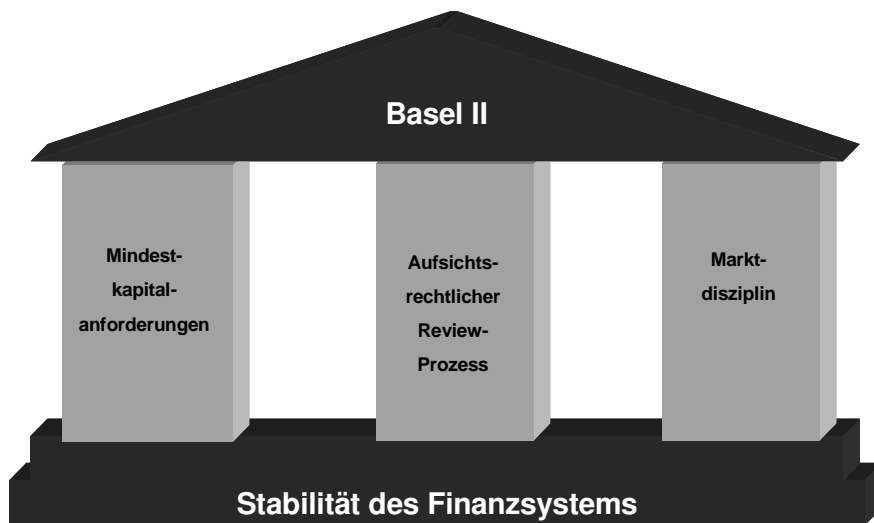 Basel II
Mindest-
kapital-
anforderungen
Aufsichts-
rechtlicher
Review-
Prozess
Markt-
disziplin
Stabilität des Finanzsystems